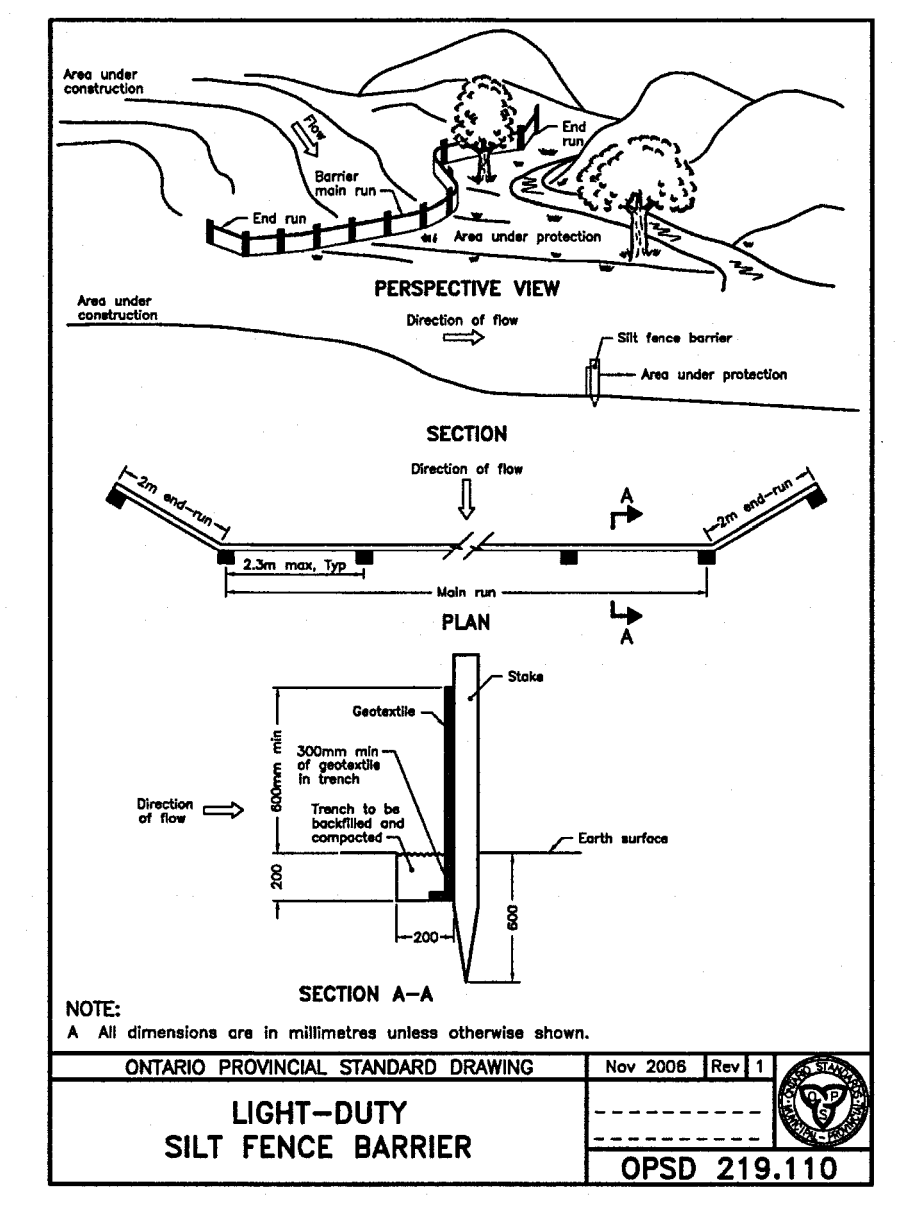 Area under
construction
Flow
End
run
Barrier
main run
End run
Area under protection
PERSPECTIVE VIEW
Area under
construction
Direction of flow
Silt fence barrier
Area under protection
SECTION
Direction of flow
2m end-run
A
2m end-run
2.3m max, Typ
Main run
A
PLAN
Stake
Geotextile
600mm min
300mm min
of geotextile
in trench
Direction
of flow
Trench to be
backfilled and
compacted
Earth surface
200
600
200
SECTION A-A
NOTE:
A All dimensions are in millimetres unless otherwise shown.
ONTARIO PROVINCIAL STANDARD DRAWING
Nov 2006 Rev 1
LIGHT-DUTY
SILT FENCE BARRIER
ONTARIO STANDARDS
MUNICIPAL - PROVINCIAL
O P
S
OPSD 219.110